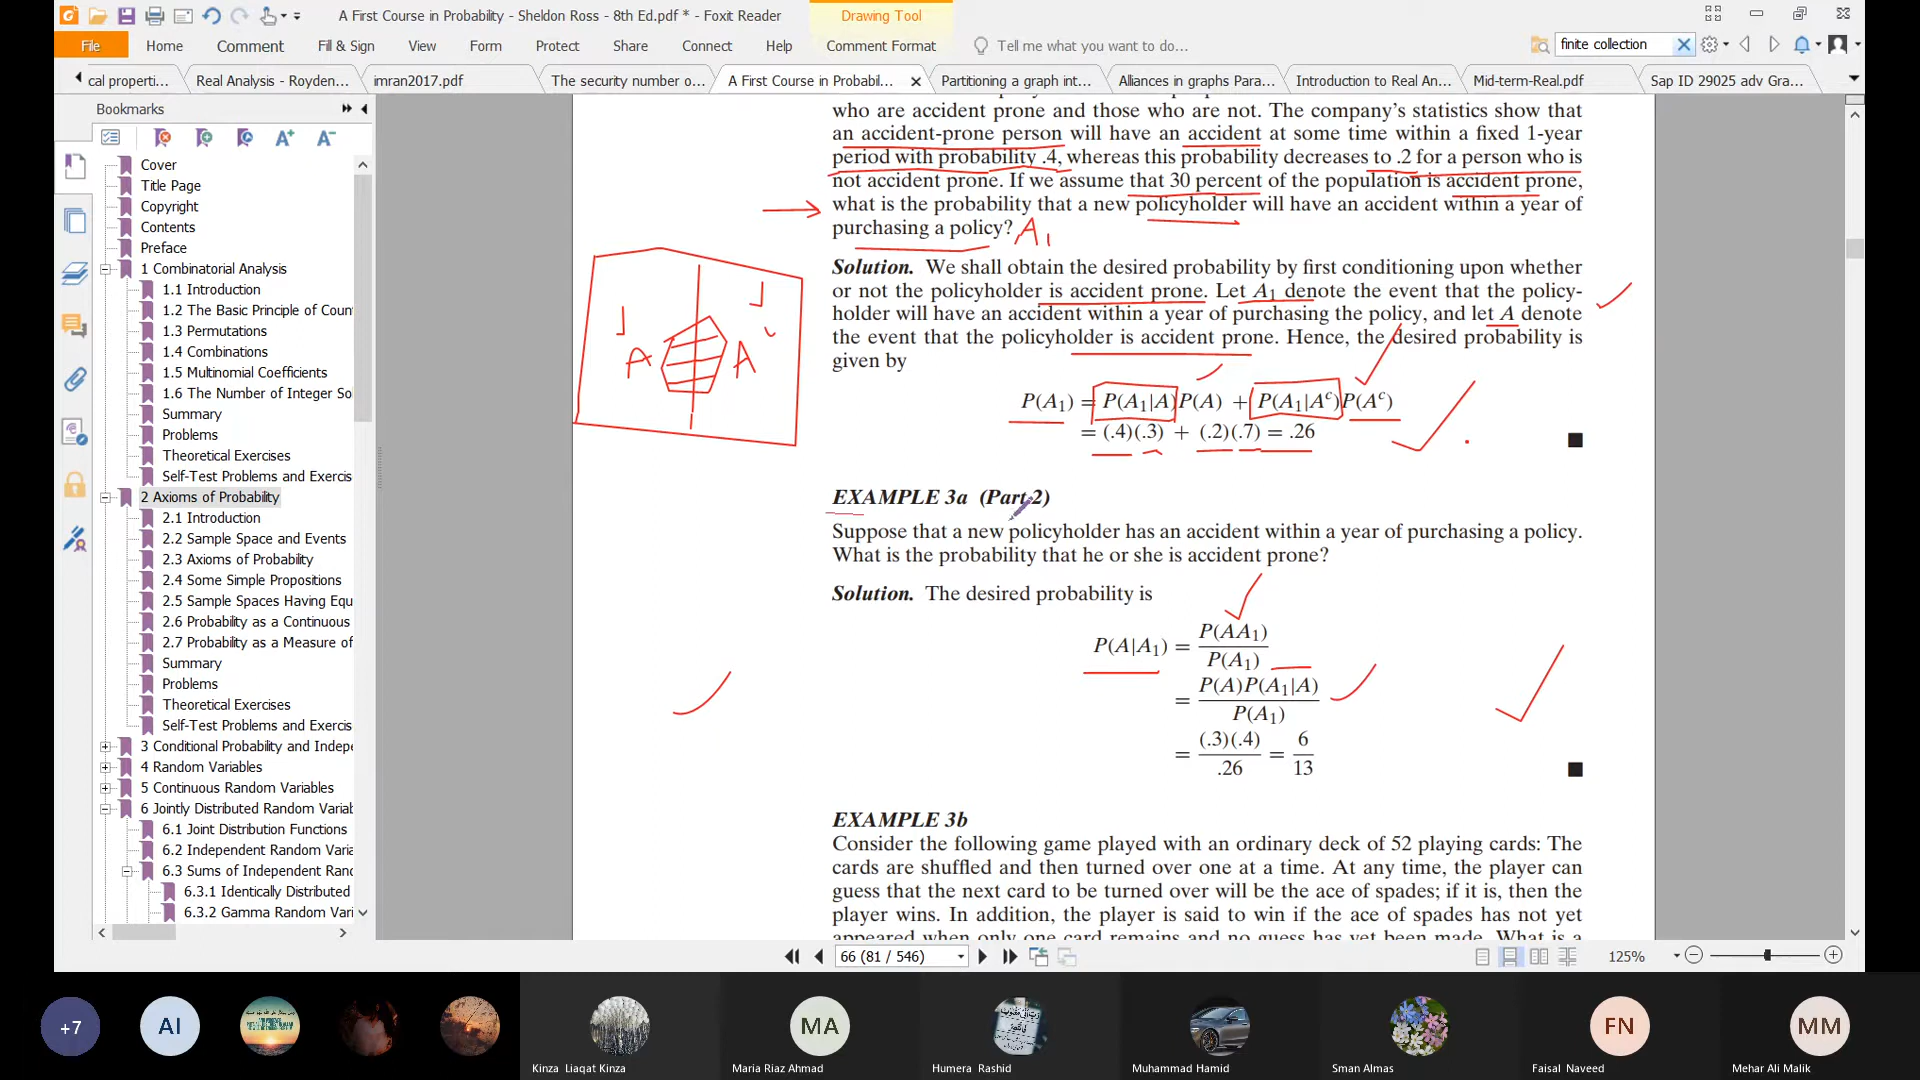 A First Course in Probability - Sheldon Ross - 8th Ed.pdf * - Foxit Reader
Drawing Tool
File
Home
Comment
Fill & Sign
View
Form
Protect
Share
Connect
Help
Comment Format
Tell me what you want to do...
finite collection
cal properti...
Real Analysis - Royden...
imran2017.pdf
The security number o...
A First Course in Probabil...
Partitioning a graph int...
Alliances in graphs Para...
Introduction to Real An...
Mid-term-Real.pdf
Sap ID 29025 adv Gra...
Bookmarks
Cover
Title Page
Copyright
Contents
Preface
1 Combinatorial Analysis
1.1 Introduction
1.2 The Basic Principle of Coun
1.3 Permutations
1.4 Combinations
1.5 Multinomial Coefficients
1.6 The Number of Integer So
Summary
Problems
Theoretical Exercises
Self-Test Problems and Exercis
2 Axioms of Probability
2.1 Introduction
2.2 Sample Space and Events
2.3 Axioms of Probability
2.4 Some Simple Propositions
2.5 Sample Spaces Having Equ
2.6 Probability as a Continuous
2.7 Probability as a Measure of
Summary
Problems
Theoretical Exercises
Self-Test Problems and Exercis
3 Conditional Probability and Indepe
4 Random Variables
5 Continuous Random Variables
6 Jointly Distributed Random Variab
6.1 Joint Distribution Functions
6.2 Independent Random Varia
6.3 Sums of Independent Rand
6.3.1 Identically Distributed
6.3.2 Gamma Random Vari
who are accident prone and those who are not. The company's statistics show that
an accident-prone person will have an accident at some time within a fixed 1-year
period with probability .4, whereas this probability decreases to .2 for a person who is
not accident prone. If we assume that 30 percent of the population is accident prone,
what is the probability that a new policyholder will have an accident within a year of
purchasing a policy? A₁
Solution. We shall obtain the desired probability by first conditioning upon whether
or not the policyholder is accident prone. Let A₁ denote the event that the policy-
holder will have an accident within a year of purchasing the policy, and let A denote
the event that the policyholder is accident prone. Hence, the desired probability is
given by
A A
P(A₁) = P(A₁|A)P(A) + P(A₁|Aᶜ)P(Aᶜ)
= (.4)(.3) + (.2)(.7) = .26
EXAMPLE 3a (Part 2)
Suppose that a new policyholder has an accident within a year of purchasing a policy.
What is the probability that he or she is accident prone?
Solution. The desired probability is
P(A|A₁) = P(AA₁)
P(A₁)
= P(A)P(A₁|A)
P(A₁)
= (.3)(.4) = 6
.26 13
EXAMPLE 3b
Consider the following game played with an ordinary deck of 52 playing cards: The
cards are shuffled and then turned over one at a time. At any time, the player can
guess that the next card to be turned over will be the ace of spades; if it is, then the
player wins. In addition, the player is said to win if the ace of spades has not yet
appeared when only one card remains and no guess has yet been made. What is a
66 (81 / 546)
125%
+7
AI
MA
FN
MM
Kinza Liaqat Kinza
Maria Riaz Ahmad
Humera Rashid
Muhammad Hamid
Sman Almas
Faisal Naveed
Mehar Ali Malik